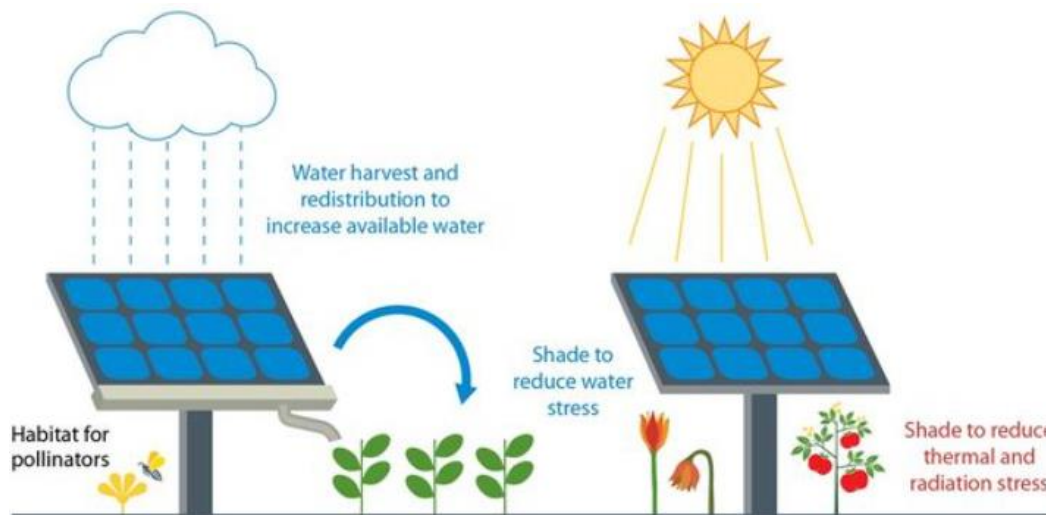 Water harvest and
redistribution to
increase available water
Shade to
reduce water
stress
Habitat for
pollinators
Shade to reduce
thermal and
radiation stress